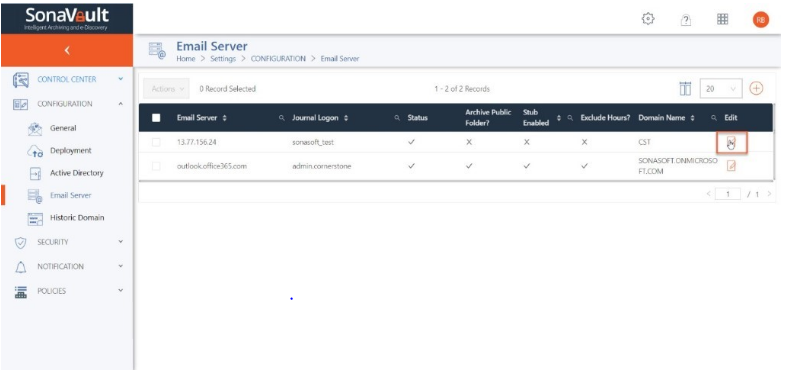 SonaVault
Intelligent Archiving and e-Discovery
?
RB
Email Server
Home > Settings > CONFIGURATION > Email Server
CONTROL CENTER
CONFIGURATION
General
Deployment
Active Directory
Email Server
Historic Domain
SECURITY
NOTIFICATION
POLICIES
Actions
0 Record Selected
1 - 2 of 2 Records
20
Email Server Journal Logon Status Archive Public Folder? Stub Enabled Exclude Hours? Domain Name Edit
13.77.156.24 sonasoft_test CST
outlook.office365.com admin.cornerstone SONASOFT.ONMICROSO
FT.COM
< 1 / 1 >